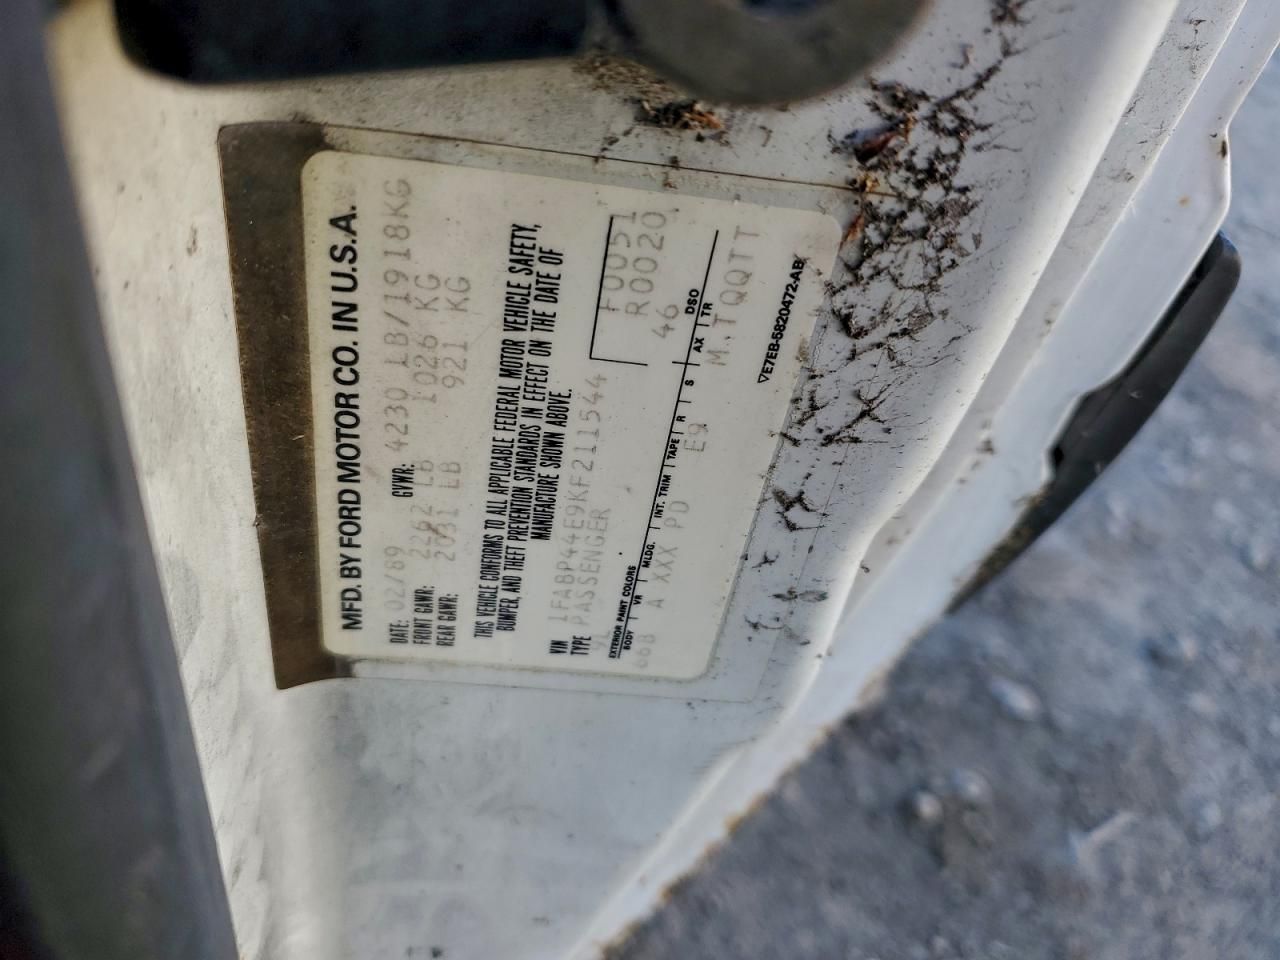 MFD. BY FORD MOTOR CO. IN U.S.A.
DATE: 02/89 GVWR: 4230 LB/1918KG
FRONT GAWR: 2262 LB 1026 KG
REAR GAWR: 2031 LB 921 KG
THIS VEHICLE CONFORMS TO ALL APPLICABLE FEDERAL MOTOR VEHICLE SAFETY,
BUMPER, AND THEFT PREVENTION STANDARDS IN EFFECT ON THE DATE OF
MANUFACTURE SHOWN ABOVE.
VIN 1FABP44E9KF211544
TYPE PASSENGER
F0051
R0020
46
EXTERIOR PAINT COLORS DSO
BODY VR MLDG. INT. TRIM TAPE R S AX TR
66B A XXX PD E9 M.TQQTT
▽E7EB-5820472-AB